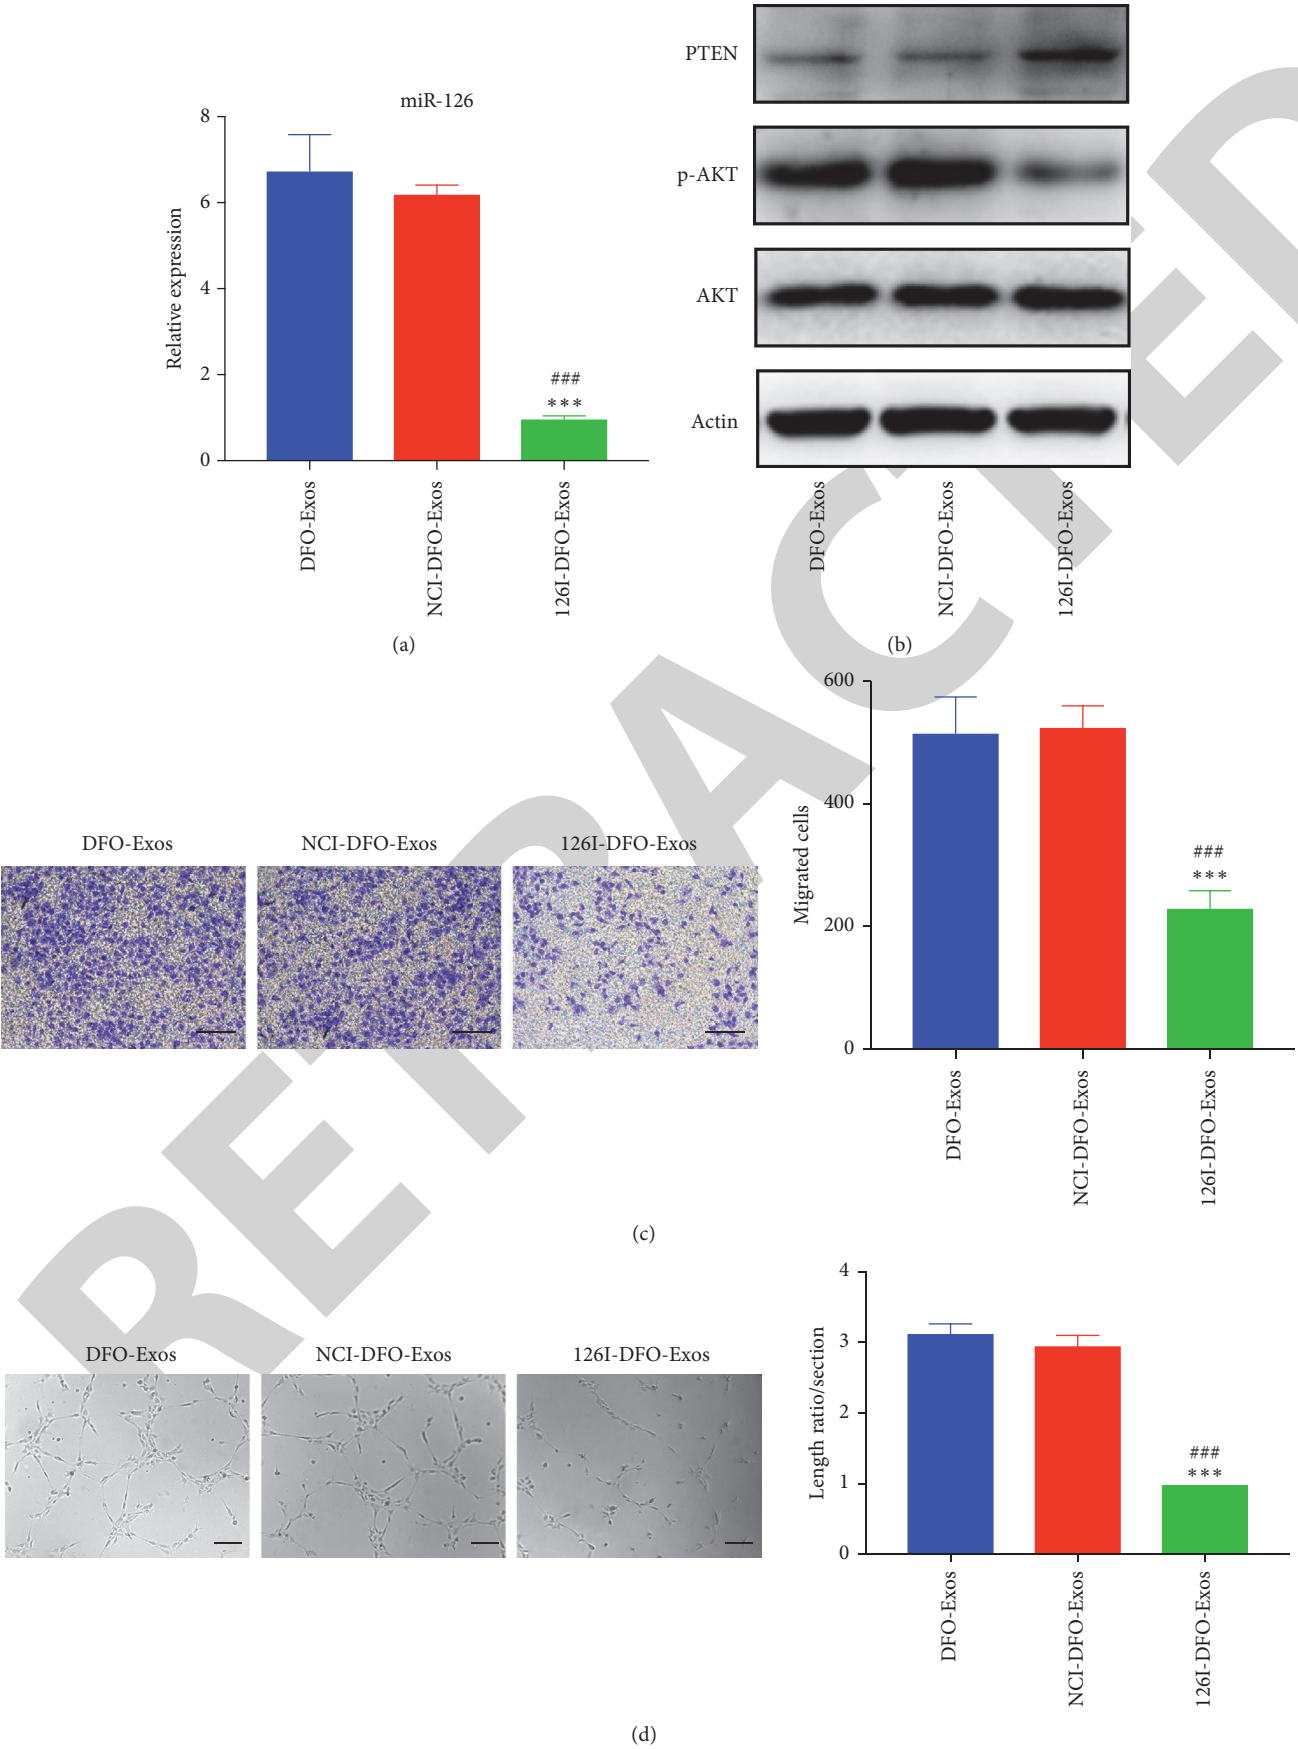 miR-126
8
6
4
2
0
Relative expression
DFO-Exos
NCI-DFO-Exos
126I-DFO-Exos
###
***
(a)
PTEN
p-AKT
AKT
Actin
DFO-Exos
NCI-DFO-Exos
126I-DFO-Exos
(b)
DFO-Exos
NCI-DFO-Exos
126I-DFO-Exos
600
400
200
0
Migrated cells
###
***
DFO-Exos
NCI-DFO-Exos
126I-DFO-Exos
(c)
DFO-Exos
NCI-DFO-Exos
126I-DFO-Exos
4
3
2
1
0
Length ratio/section
###
***
DFO-Exos
NCI-DFO-Exos
126I-DFO-Exos
(d)
RETRACTED